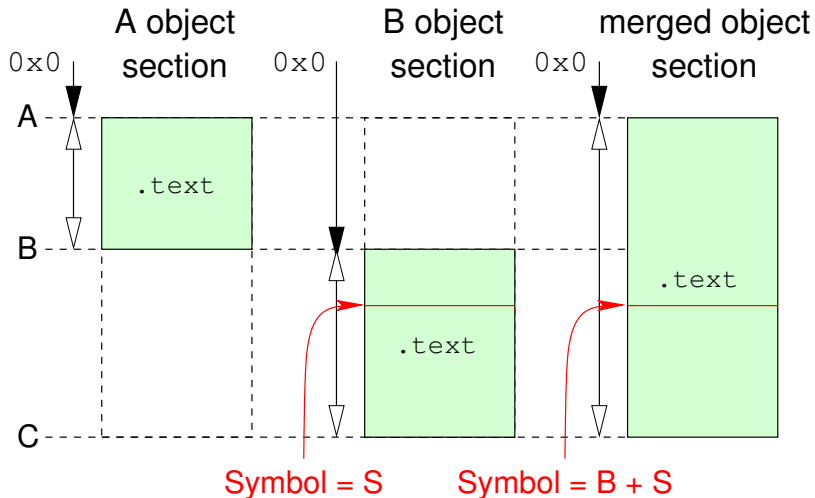 A object
section
B object
section
merged object
section
0x0
0x0
0x0
A
.text
B
.text
.text
C
Symbol = S
Symbol = B + S